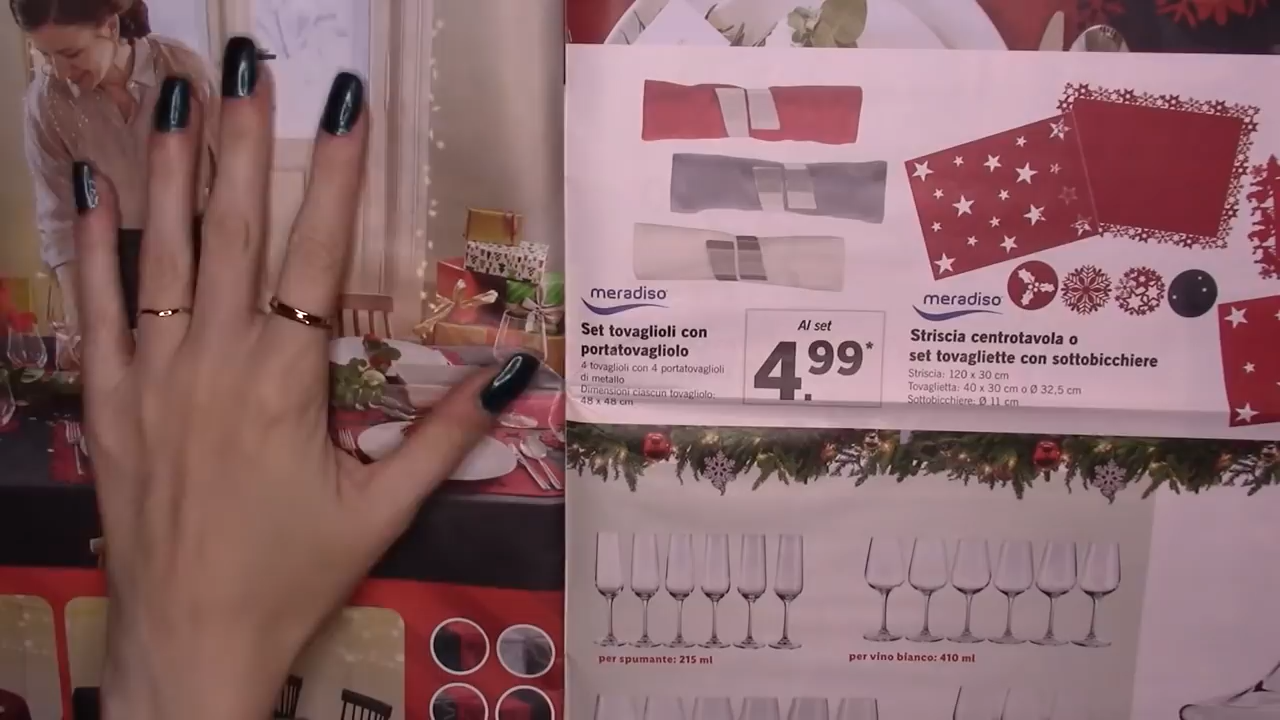 meradiso
Set tovaglioli con
portatovagliolo
4 tovaglioli con 4 portatovaglioli
di metallo
Dimensioni ciascun tovagliolo:
48 x 48 cm
Al set
4.99*
meradiso
Striscia centrotavola o
set tovagliette con sottobicchiere
Striscia: 120 x 30 cm
Tovaglietta: 40 x 30 cm o Ø 32,5 cm
Sottobicchiere: Ø 11 cm
per spumante: 215 ml
per vino bianco: 410 ml